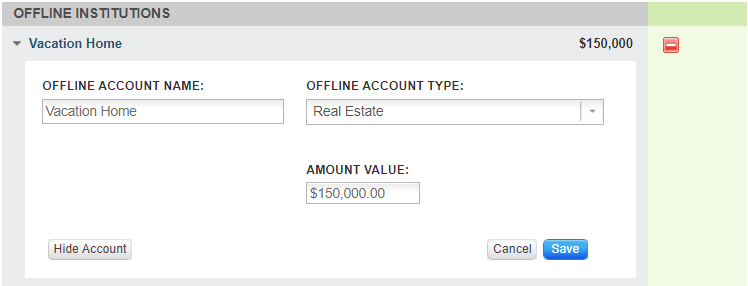 OFFLINE INSTITUTIONS
Vacation Home $150,000
OFFLINE ACCOUNT NAME: OFFLINE ACCOUNT TYPE:
Vacation Home Real Estate
AMOUNT VALUE:
$150,000.00
Hide Account Cancel Save